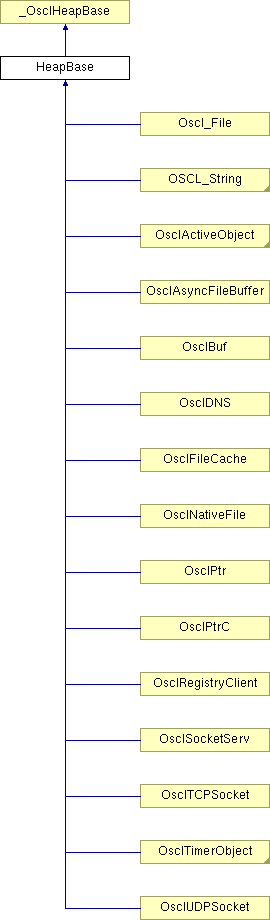 _OsclHeapBase
HeapBase
Oscl_File
OSCL_String
OsclActiveObject
OsclAsyncFileBuffer
OsclBuf
OsclDNS
OsclFileCache
OsclNativeFile
OsclPtr
OsclPtrC
OsclRegistryClient
OsclSocketServ
OsclTCPSocket
OsclTimerObject
OsclUDPSocket